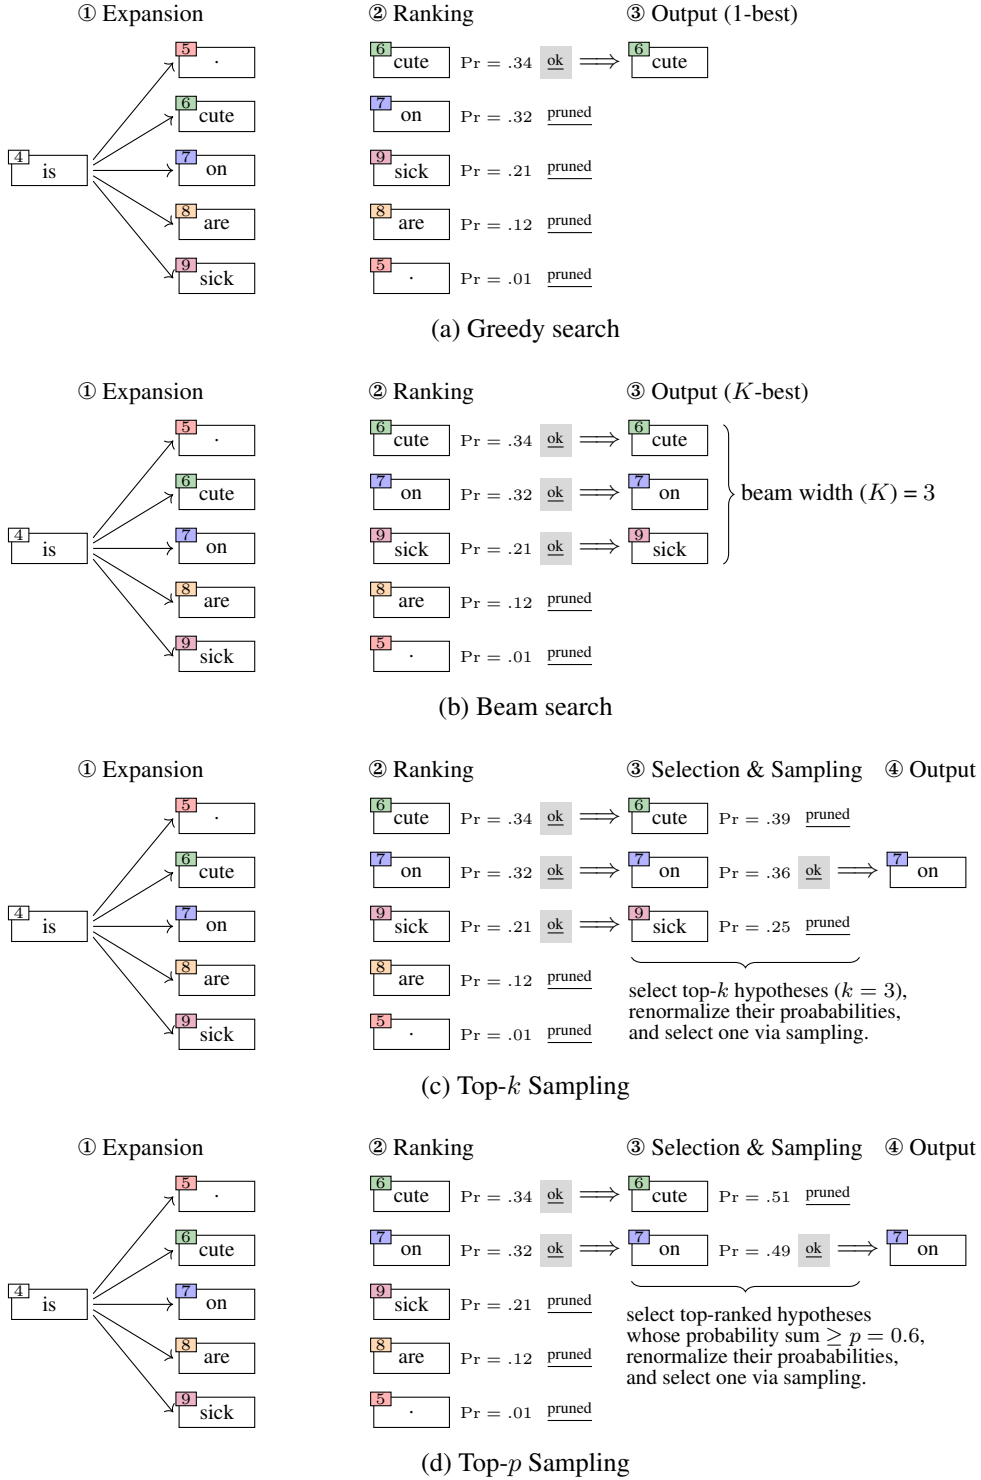 ① Expansion ② Ranking ③ Output (1-best)
5 · 6 cute Pr = .34 ok ⟹ 6 cute
6 cute 7 on Pr = .32 pruned
4 is 7 on 9 sick Pr = .21 pruned
8 are 8 are Pr = .12 pruned
9 sick 5 · Pr = .01 pruned
(a) Greedy search
① Expansion ② Ranking ③ Output (K-best)
5 · 6 cute Pr = .34 ok ⟹ 6 cute
6 cute 7 on Pr = .32 ok ⟹ 7 on beam width (K) = 3
4 is 7 on 9 sick Pr = .21 ok ⟹ 9 sick
8 are 8 are Pr = .12 pruned
9 sick 5 · Pr = .01 pruned
(b) Beam search
① Expansion ② Ranking ③ Selection & Sampling ④ Output
5 · 6 cute Pr = .34 ok ⟹ 6 cute Pr = .39 pruned
6 cute 7 on Pr = .32 ok ⟹ 7 on Pr = .36 ok ⟹ 7 on
4 is 7 on 9 sick Pr = .21 ok ⟹ 9 sick Pr = .25 pruned
8 are 8 are Pr = .12 pruned
9 sick 5 · Pr = .01 pruned
select top-k hypotheses (k = 3),
renormalize their proababilities,
and select one via sampling.
(c) Top-k Sampling
① Expansion ② Ranking ③ Selection & Sampling ④ Output
5 · 6 cute Pr = .34 ok ⟹ 6 cute Pr = .51 pruned
6 cute 7 on Pr = .32 ok ⟹ 7 on Pr = .49 ok ⟹ 7 on
4 is 7 on 9 sick Pr = .21 pruned
8 are 8 are Pr = .12 pruned
9 sick 5 · Pr = .01 pruned
select top-ranked hypotheses
whose probability sum ≥ p = 0.6,
renormalize their proababilities,
and select one via sampling.
(d) Top-p Sampling